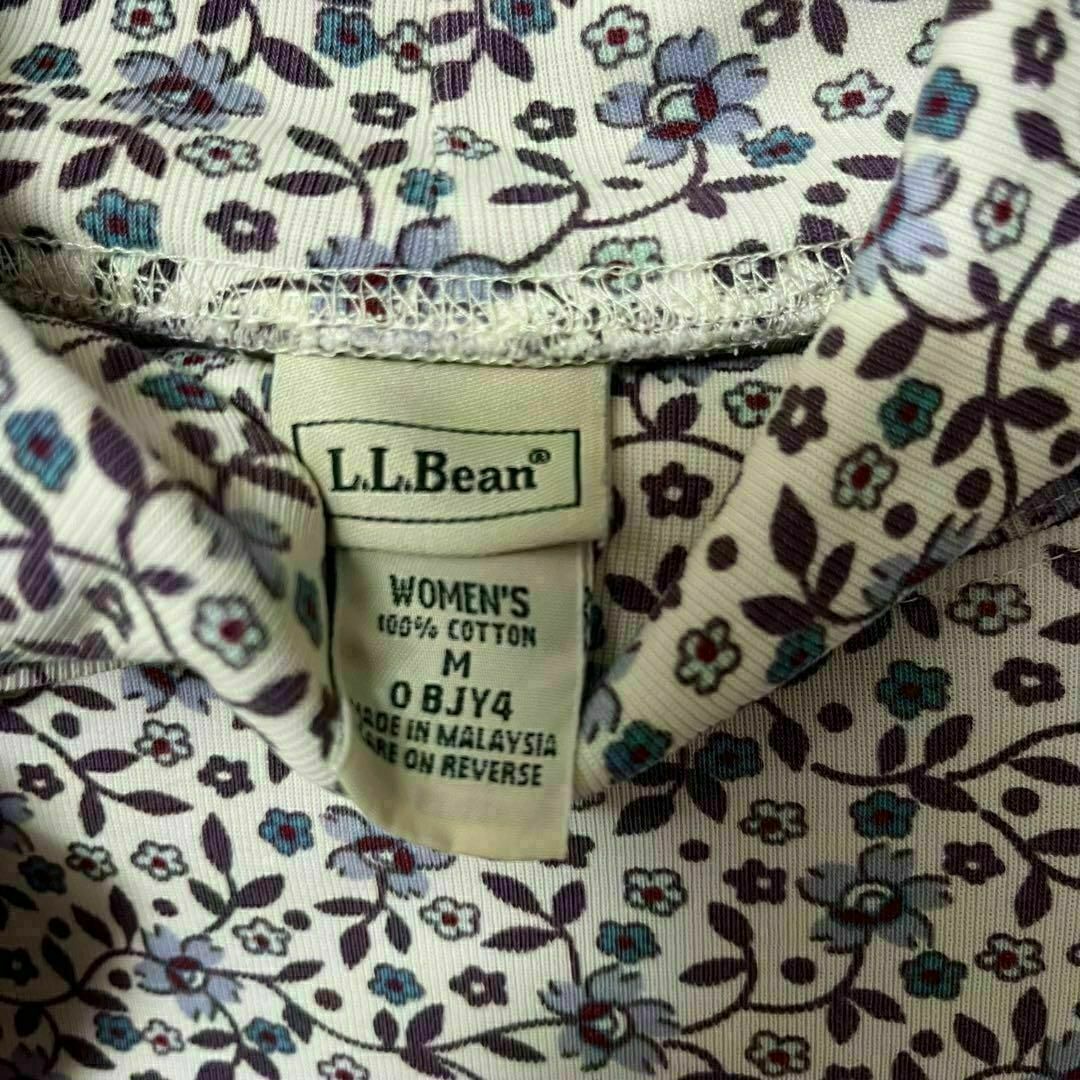 L.L.Bean®
WOMEN'S
100% COTTON
M
0 BJY4
MADE IN MALAYSIA
CARE ON REVERSE